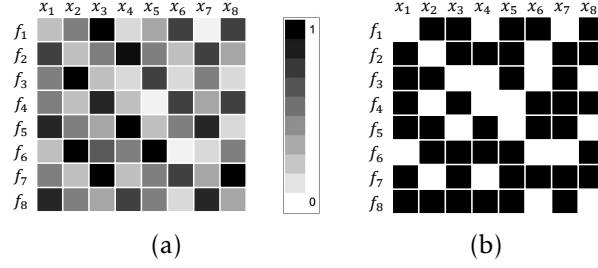 x₁ x₂ x₃ x₄ x₅ x₆ x₇ x₈
f₁
f₂
f₃
f₄
f₅
f₆
f₇
f₈
1
0
x₁ x₂ x₃ x₄ x₅ x₆ x₇ x₈
f₁
f₂
f₃
f₄
f₅
f₆
f₇
f₈
(a)
(b)